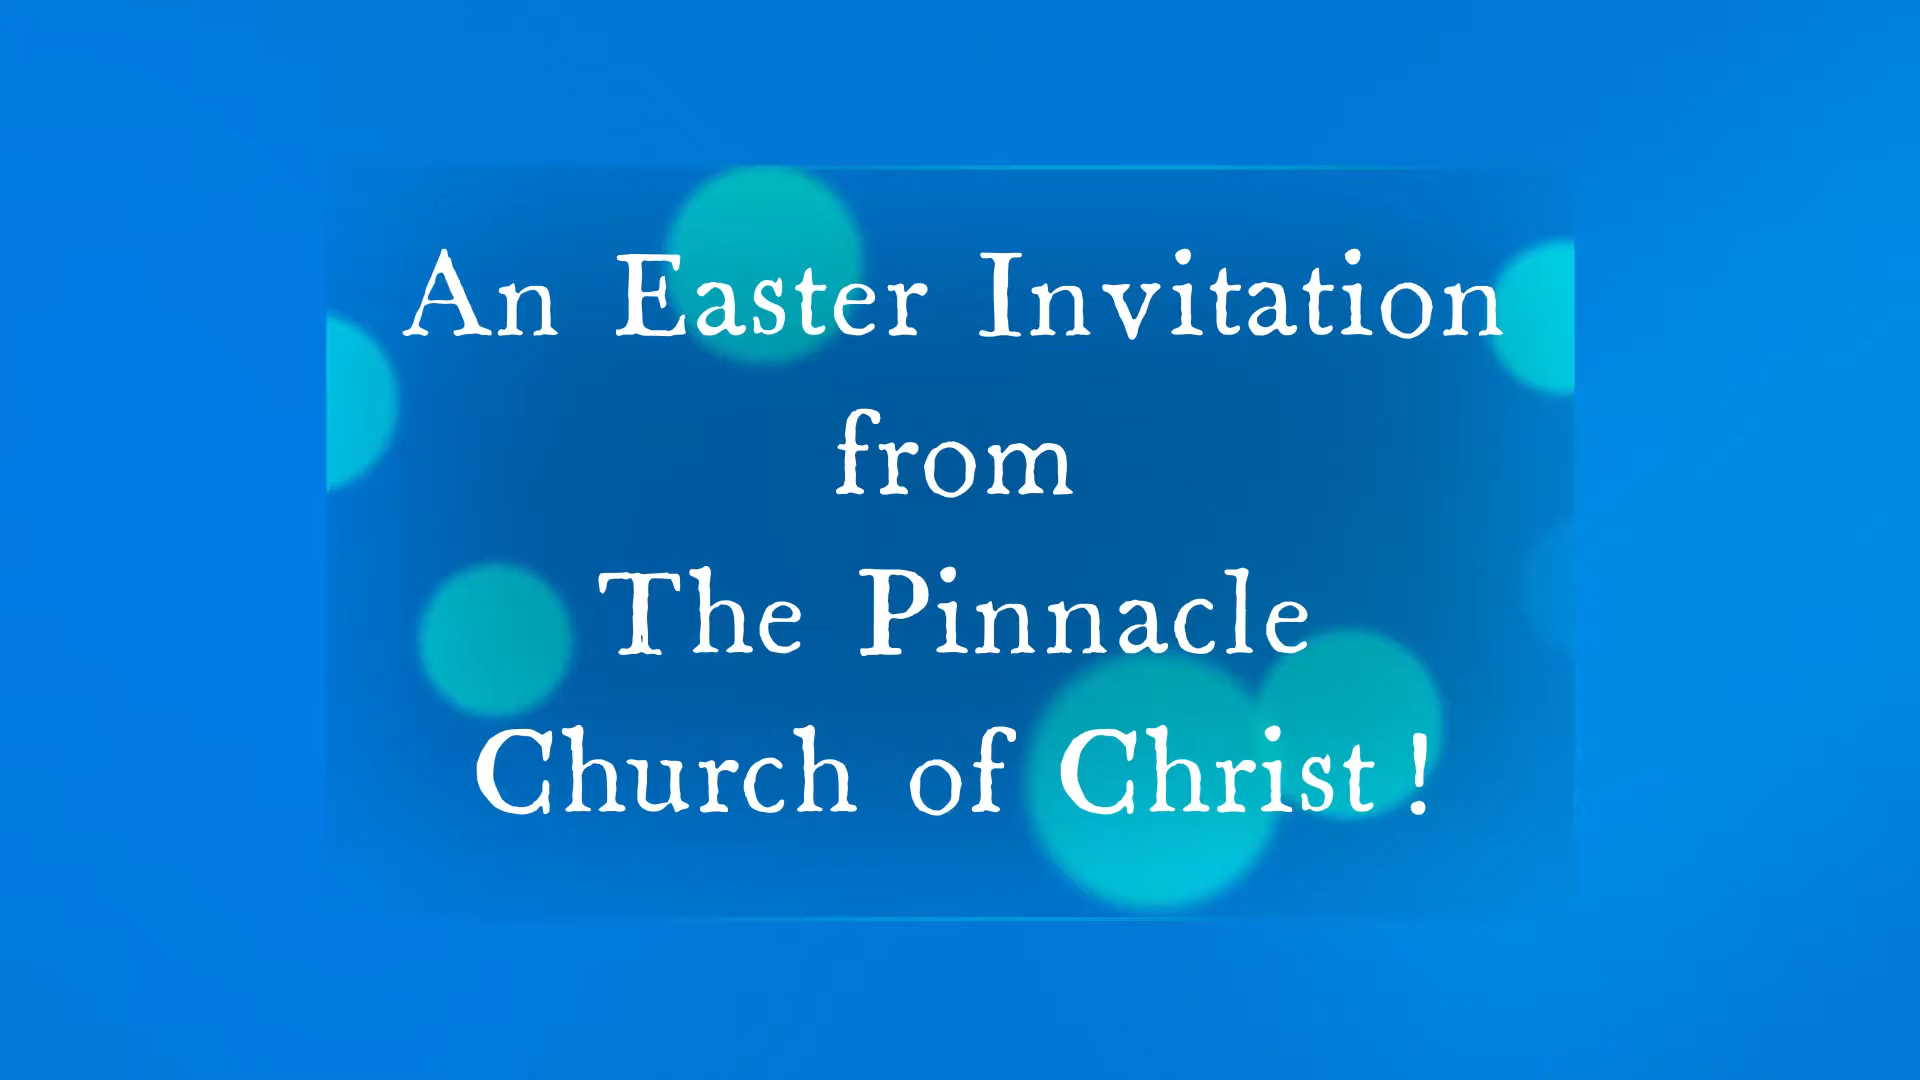 An Easter Invitation
from
The Pinnacle
Church of Christ !